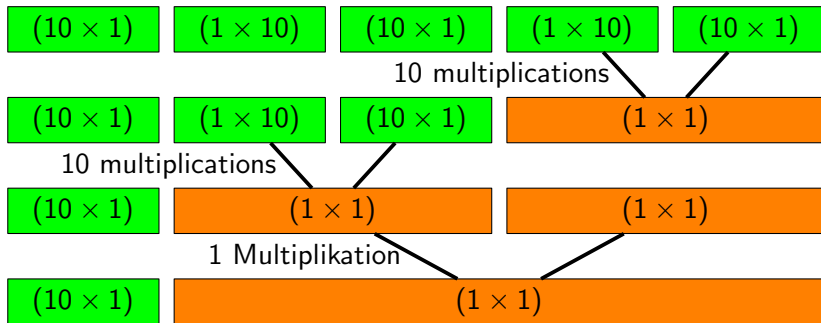 (10 × 1) (1 × 10) (10 × 1) (1 × 10) (10 × 1)
10 multiplications
(10 × 1) (1 × 10) (10 × 1) (1 × 1)
10 multiplications
(10 × 1) (1 × 1) (1 × 1)
1 Multiplikation
(10 × 1) (1 × 1)